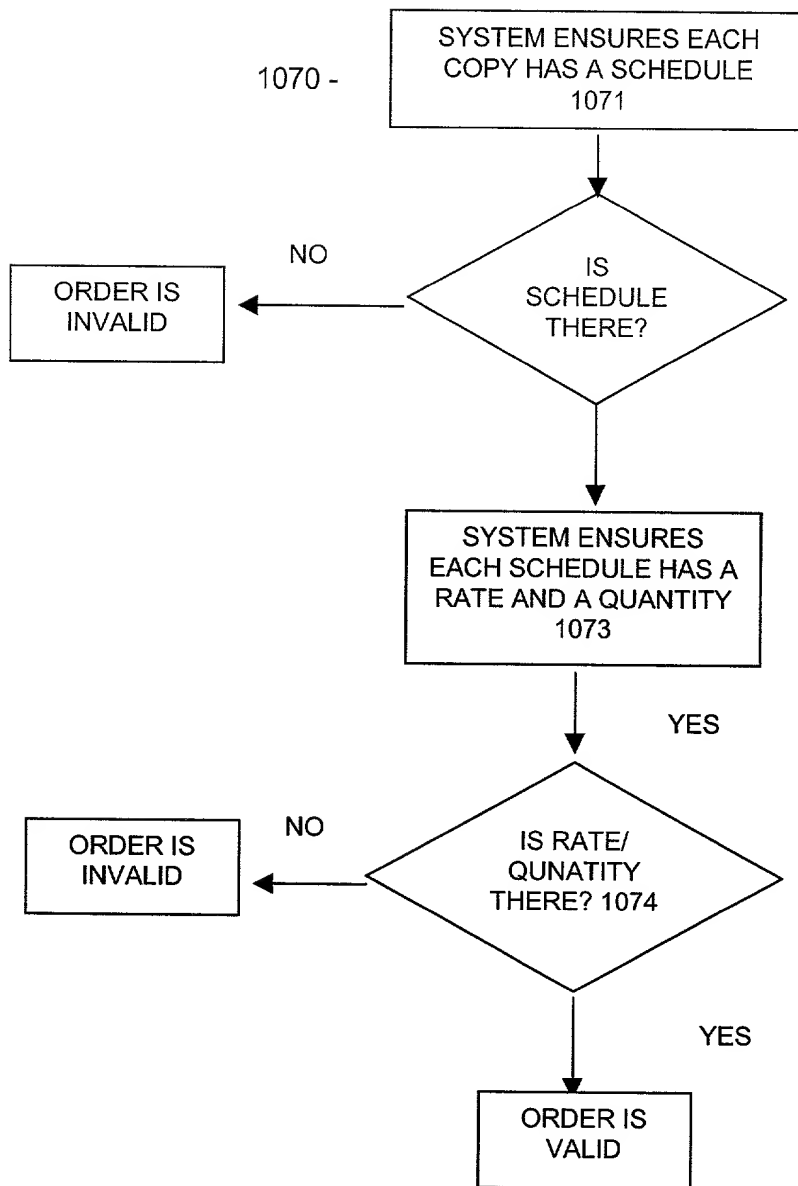 SYSTEM ENSURES EACH
COPY HAS A SCHEDULE
1071
1070 -
NO
IS
SCHEDULE
THERE?
ORDER IS
INVALID
SYSTEM ENSURES
EACH SCHEDULE HAS A
RATE AND A QUANTITY
1073
YES
NO
IS RATE/
QUNATITY
THERE? 1074
ORDER IS
INVALID
YES
ORDER IS
VALID